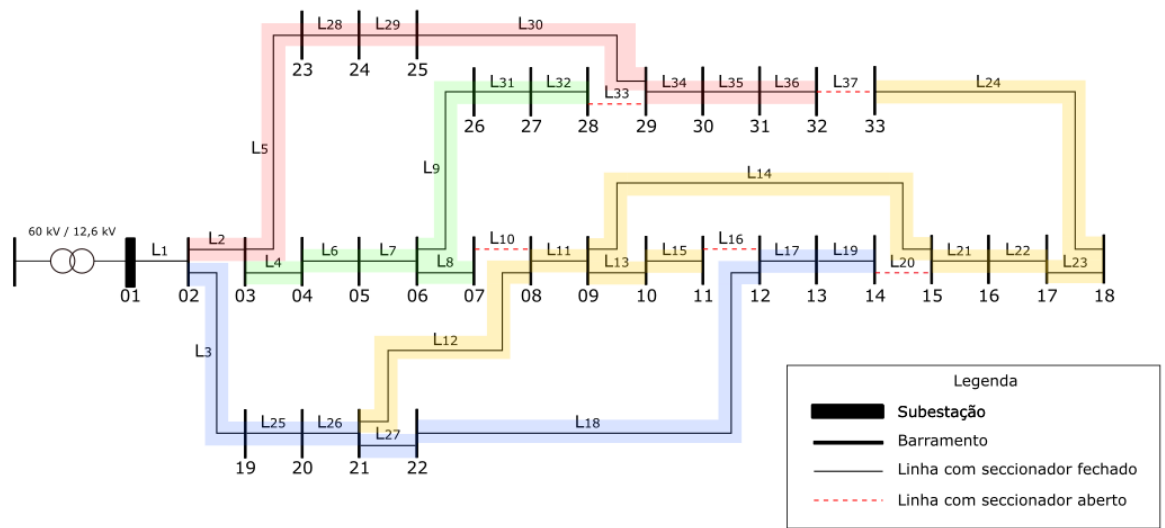 L28 L29 L30
23 24 25
L31 L32 L33 L34 L35 L36 L37 L24
26 27 28 29 30 31 32 33
L5
L9
L14
60 kV / 12,6 kV
L1 L2 L4 L6 L7 L8 L10 L11 L13 L15 L16 L17 L19 L20 L21 L22 L23
01 02 03 04 05 06 07 08 09 10 11 12 13 14 15 16 17 18
L3
L12
L25 L26 L27 L18
19 20 21 22
Legenda
Subestação
Barramento
Linha com seccionador fechado
Linha com seccionador aberto